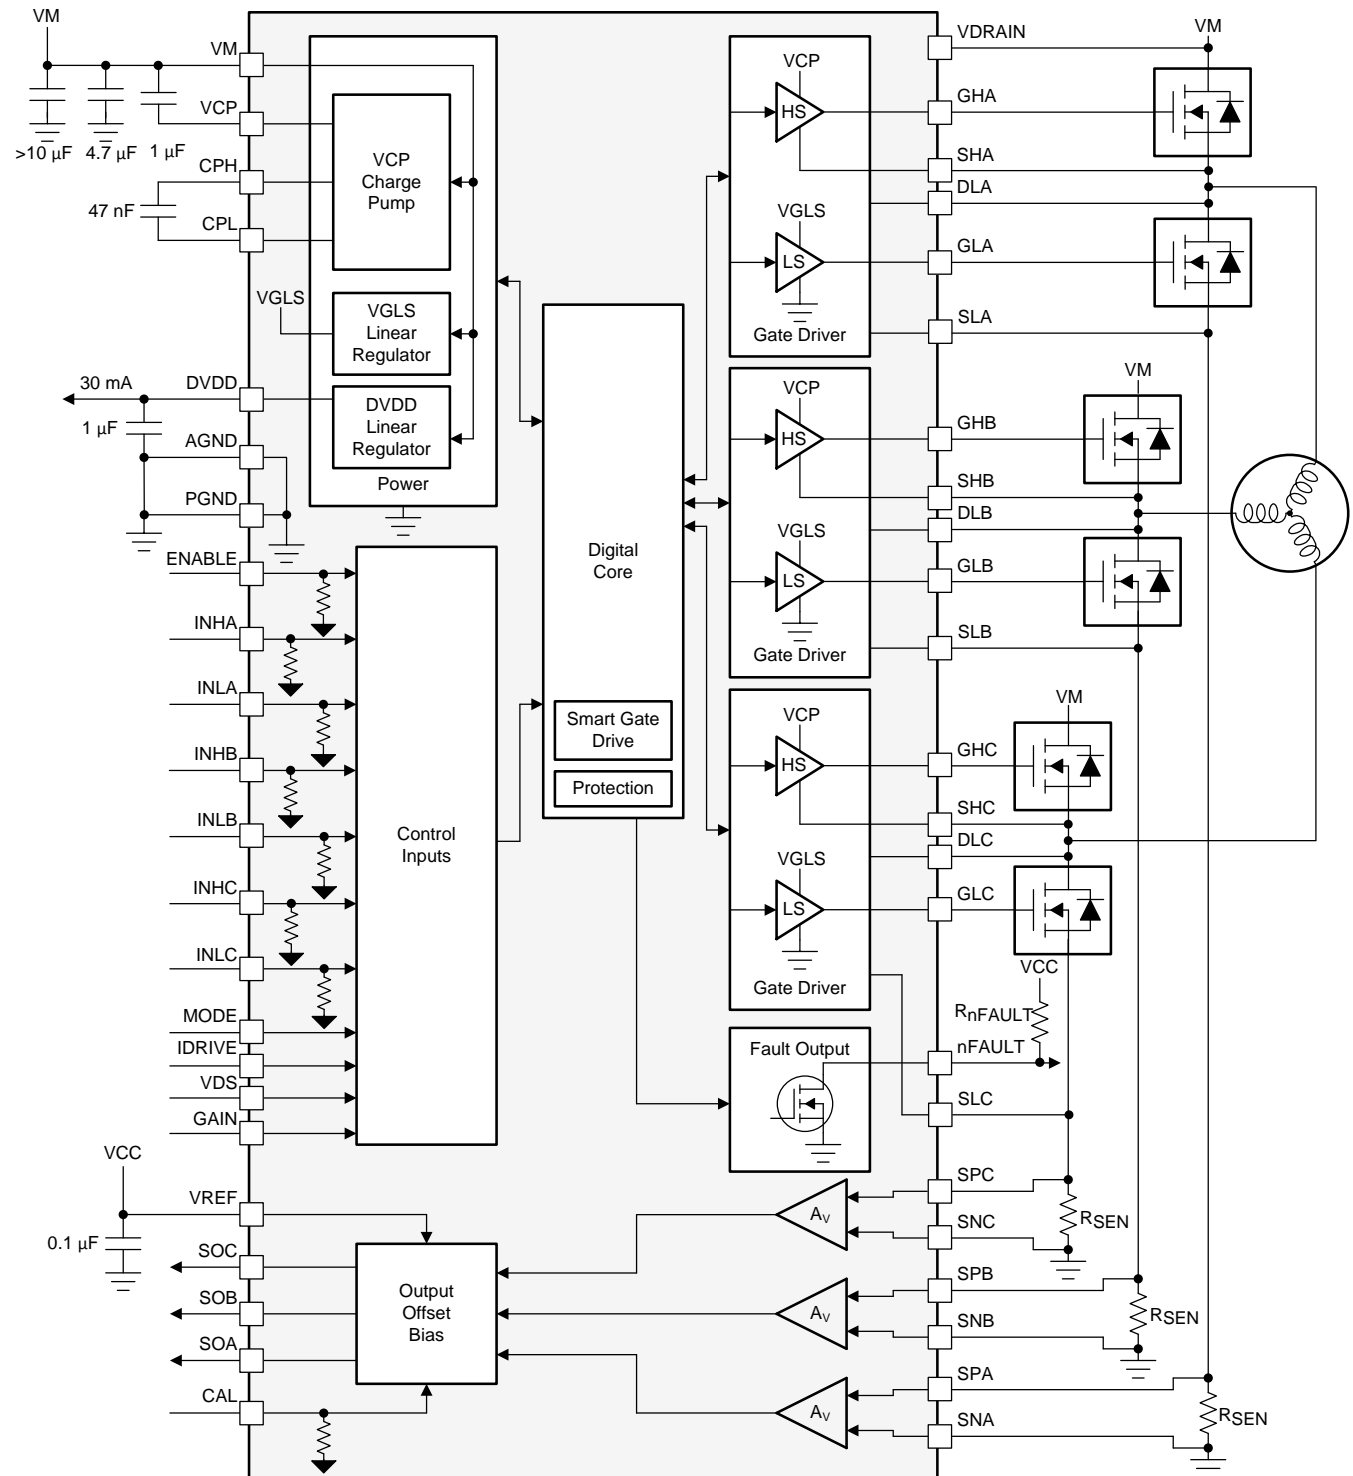 VM
VM
VCP
>10 µF
4.7 µF
1 µF
CPH
47 nF
CPL
VCP
Charge
Pump
VGLS
VGLS
Linear
Regulator
30 mA
DVDD
1 µF
DVDD
Linear
Regulator
AGND
Power
PGND
ENABLE
INHA
INLA
INHB
INLB
INHC
INLC
MODE
IDRIVE
VDS
GAIN
Control
Inputs
Digital
Core
Smart Gate
Drive
Protection
VCP
HS
VGLS
LS
Gate Driver
VCP
HS
VGLS
LS
Gate Driver
VCP
HS
VGLS
LS
Gate Driver
Fault Output
VDRAIN
VM
GHA
SHA
DLA
GLA
SLA
VM
GHB
SHB
DLB
GLB
SLB
VM
GHC
SHC
DLC
GLC
VCC
RnFAULT
nFAULT
SLC
VCC
VREF
0.1 µF
SOC
SOB
SOA
CAL
Output
Offset
Bias
AV
AV
AV
SPC
SNC
RSEN
SPB
SNB
RSEN
SPA
SNA
RSEN